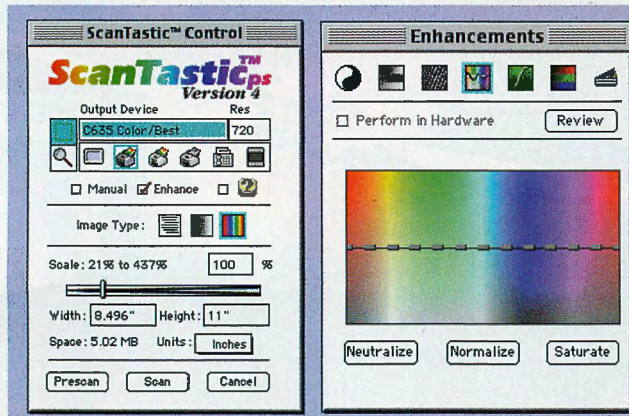 ScanTastic™ Control
ScanTastic™ps
Version 4
Output Device Res
C635 Color/Best 720
Manual Enhance ?
Image Type:
Scale: 21% to 437% 100 %
Width: 8.496" Height: 11"
Space: 5.02 MB Units: Inches
Prescan Scan Cancel
Enhancements
Perform in Hardware Review
Neutralize Normalize Saturate